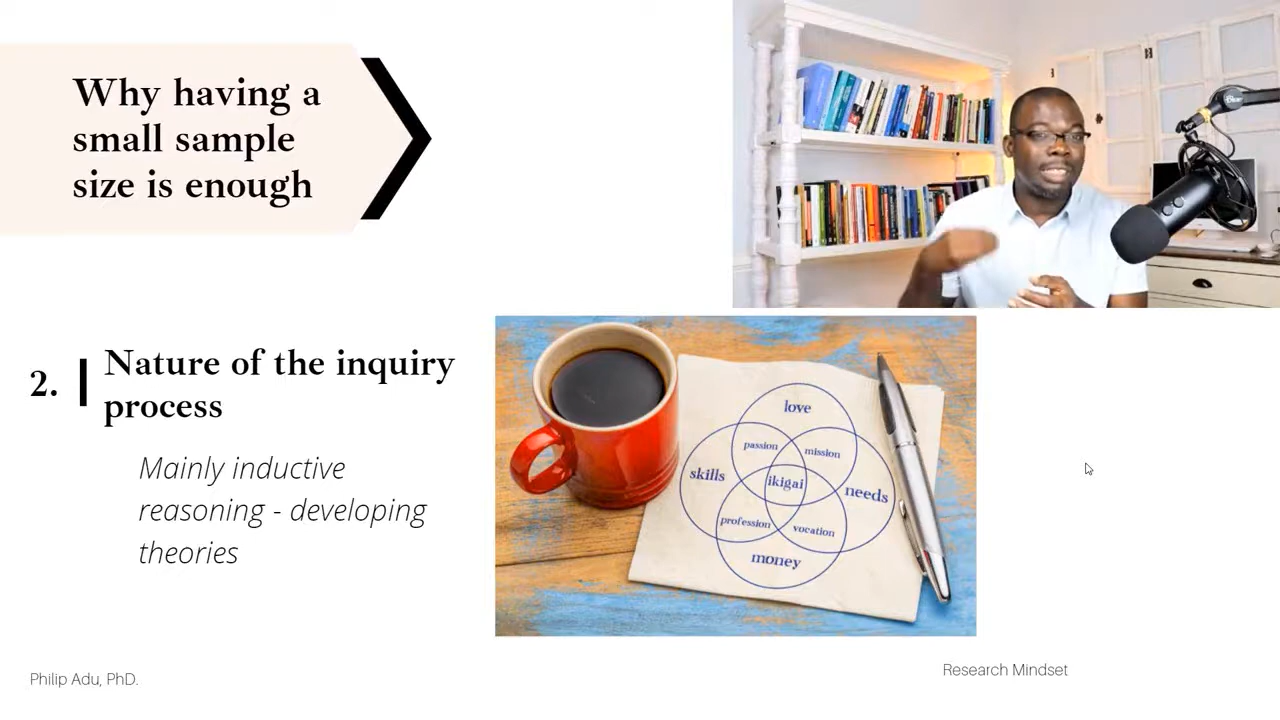 Why having a
small sample
size is enough
2.
Nature of the inquiry
process
Mainly inductive
reasoning - developing
theories
love
passion
mission
skills
ikigai
needs
profession
vocation
money
Philip Adu, PhD.
Research Mindset